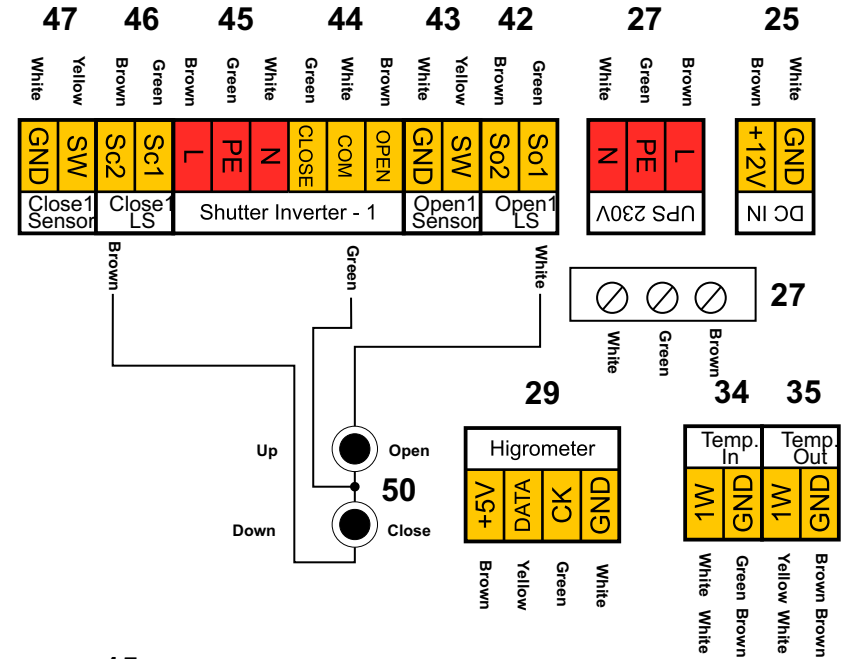 47 46 45 44 43 42 27 25
White Yellow Brown Green Brown Green White Green White Brown White Yellow Brown Green White Green Brown Brown White
GND SW Sc2 Sc1 L PE N CLOSE COM OPEN GND SW So2 So1 N PE L +12V GND
Close1 Sensor
Close1 LS
Shutter Inverter - 1
Open1 Sensor
Open1 LS
UPS 230V
DC IN
Brown Green White
27
White Green Brown
29 34 35
Higrometer
Temp. In
Temp. Out
Up Open
50
Down Close
+5V DATA CK GND
1W GND 1W GND
Brown Yellow Green White
White White
Green Brown
Yellow White
Brown Brown